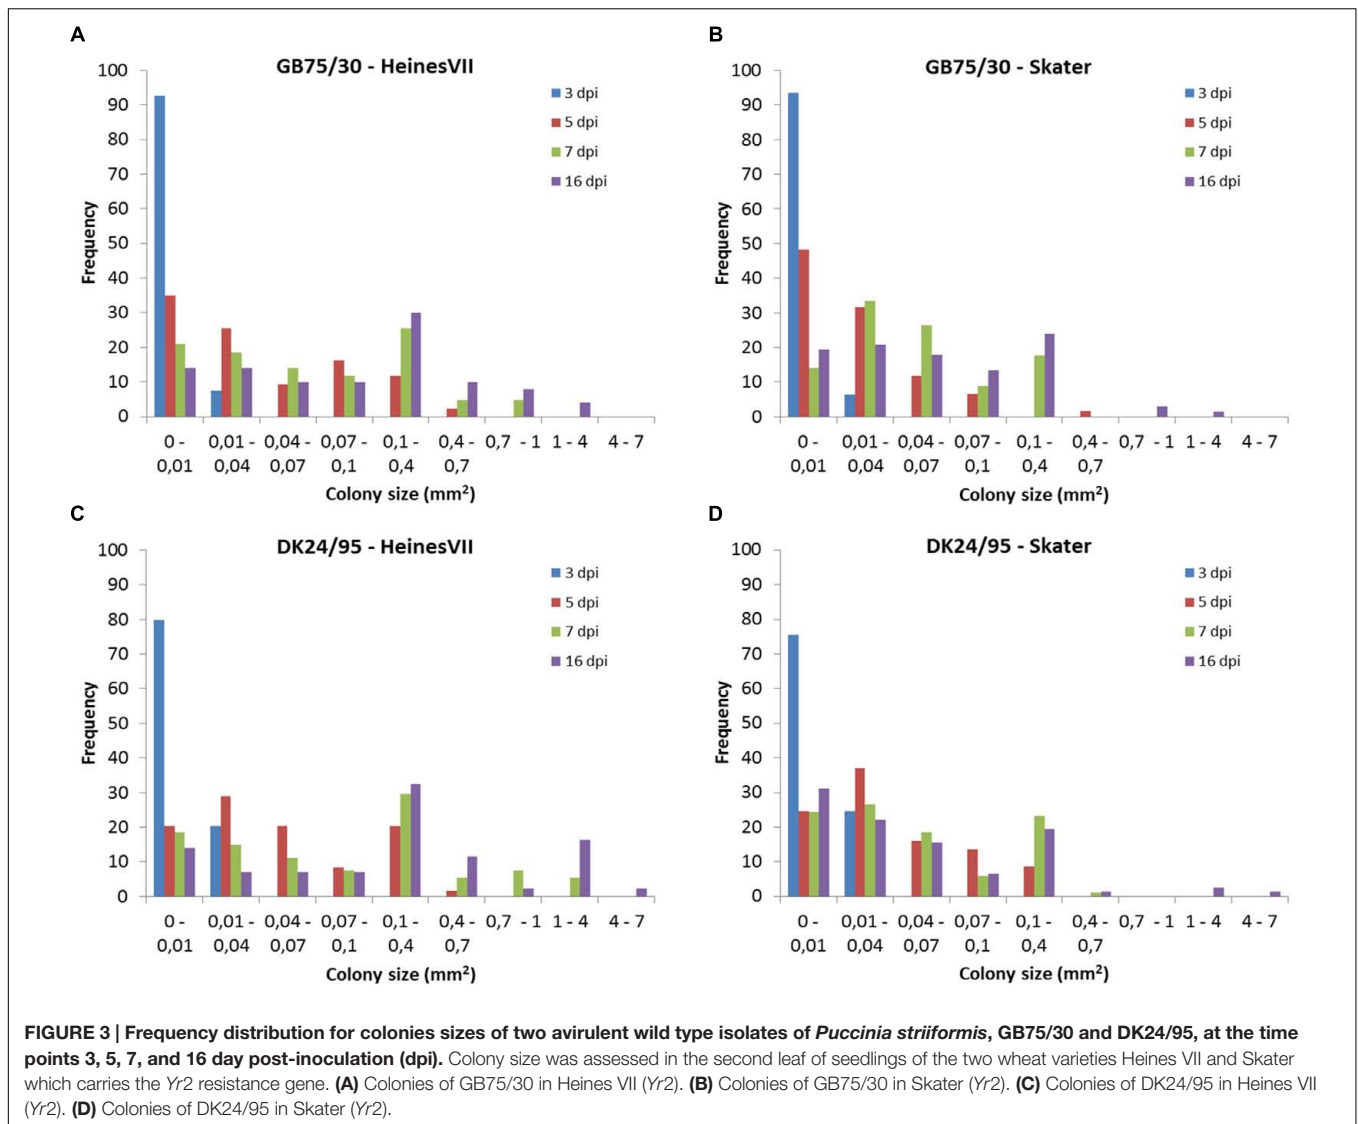 A
GB75/30 - HeinesVII
100
90
80
70
60
50
40
30
20
10
0
Frequency
3 dpi
5 dpi
7 dpi
16 dpi
0 - 0,01 - 0,04 - 0,07 - 0,1 - 0,4 - 0,7 - 1 1 - 4 4 - 7
0,01 0,04 0,07 0,1 0,4 0,7
Colony size (mm²)
B
GB75/30 - Skater
100
90
80
70
60
50
40
30
20
10
0
Frequency
3 dpi
5 dpi
7 dpi
16 dpi
0 - 0,01 - 0,04 - 0,07 - 0,1 - 0,4 - 0,7 - 1 1 - 4 4 - 7
0,01 0,04 0,07 0,1 0,4 0,7
Colony size (mm²)
C
DK24/95 - HeinesVII
100
90
80
70
60
50
40
30
20
10
0
Frequency
3 dpi
5 dpi
7 dpi
16 dpi
0 - 0,01 - 0,04 - 0,07 - 0,1 - 0,4 - 0,7 - 1 1 - 4 4 - 7
0,01 0,04 0,07 0,1 0,4 0,7
Colony size (mm²)
D
DK24/95 - Skater
100
90
80
70
60
50
40
30
20
10
0
Frequency
3 dpi
5 dpi
7 dpi
16 dpi
0 - 0,01 - 0,04 - 0,07 - 0,1 - 0,4 - 0,7 - 1 1 - 4 4 - 7
0,01 0,04 0,07 0,1 0,4 0,7
Colony size (mm²)
FIGURE 3 | Frequency distribution for colonies sizes of two avirulent wild type isolates of Puccinia striiformis, GB75/30 and DK24/95, at the time
points 3, 5, 7, and 16 day post-inoculation (dpi). Colony size was assessed in the second leaf of seedlings of the two wheat varieties Heines VII and Skater
which carries the Yr2 resistance gene. (A) Colonies of GB75/30 in Heines VII (Yr2). (B) Colonies of GB75/30 in Skater (Yr2). (C) Colonies of DK24/95 in Heines VII
(Yr2). (D) Colonies of DK24/95 in Skater (Yr2).